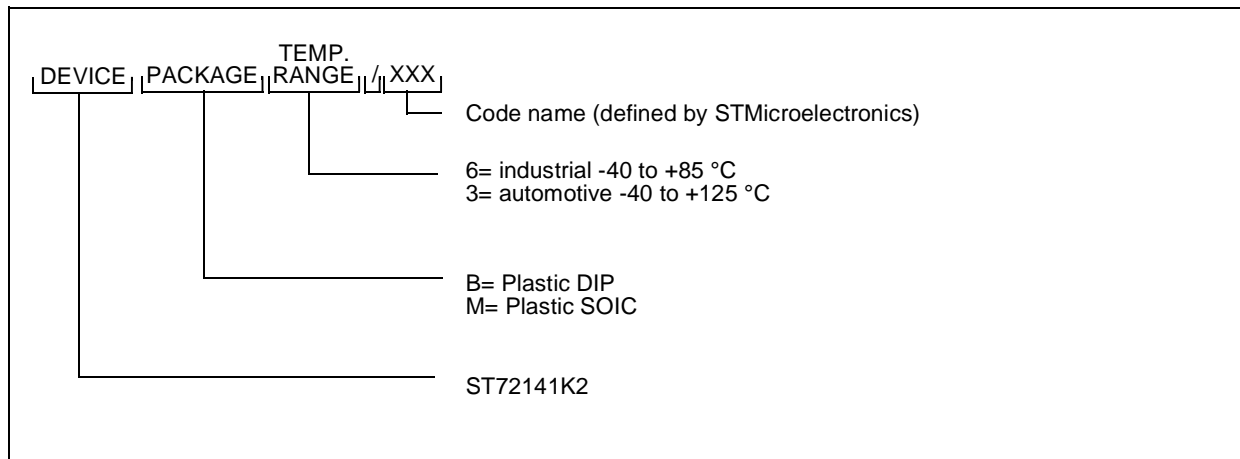 TEMP.
DEVICE PACKAGE RANGE / XXX
Code name (defined by STMicroelectronics)
6= industrial -40 to +85 °C
3= automotive -40 to +125 °C
B= Plastic DIP
M= Plastic SOIC
ST72141K2